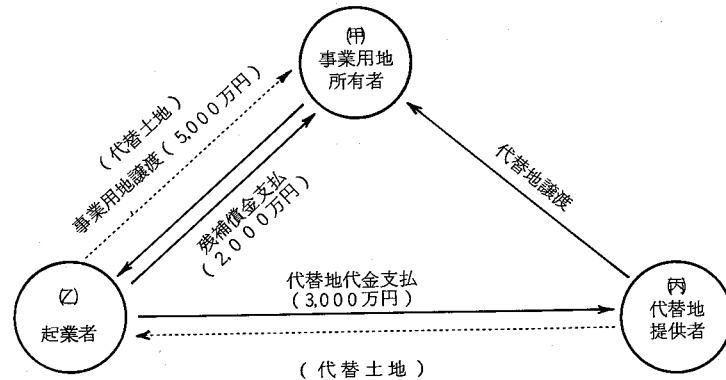 ㈙
事業用地
所有者
(代替土地)
事業用地譲渡(5,000万円)
残補償金支払
(2,000万円)
代替地譲渡
㈚
起業者
代替地代金支払
(3,000万円)
㈛
代替地
提供者
(代替土地)